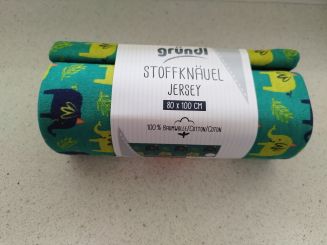 gründl
STOFFKNÄUEL
JERSEY
80 x 100 CM
100 % BAUMWOLLE/COTTON/COTON